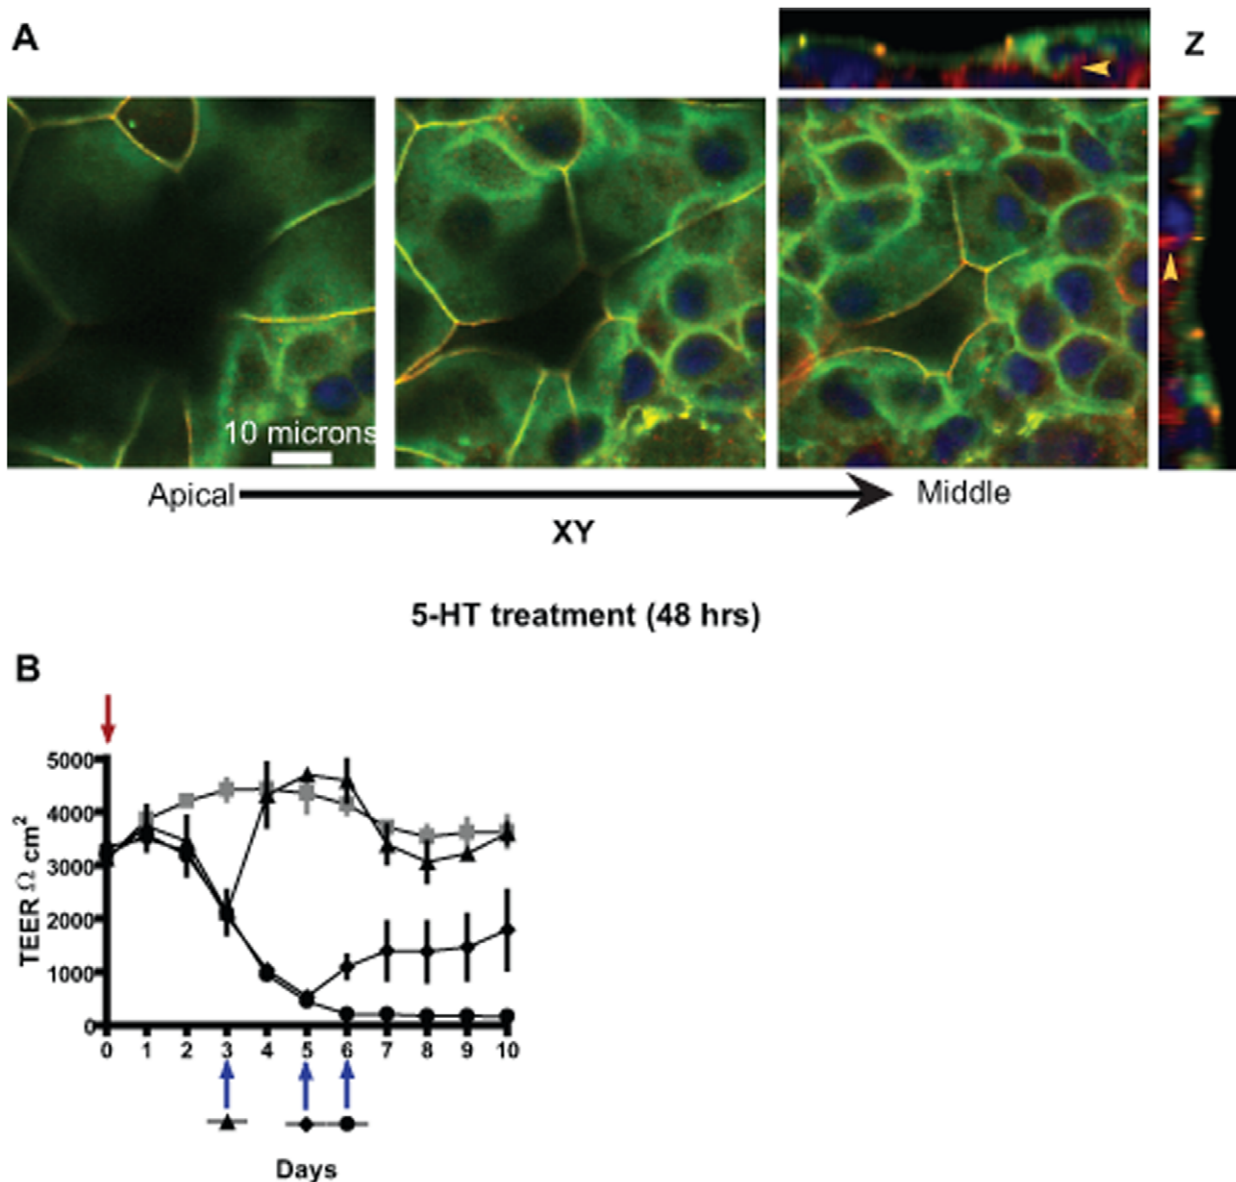 A
Z
10 microns
Apical
Middle
XY
5-HT treatment (48 hrs)
B
TEER Ω cm²
5000
4000
3000
2000
1000
0
0 1 2 3 4 5 6 7 8 9 10
Days